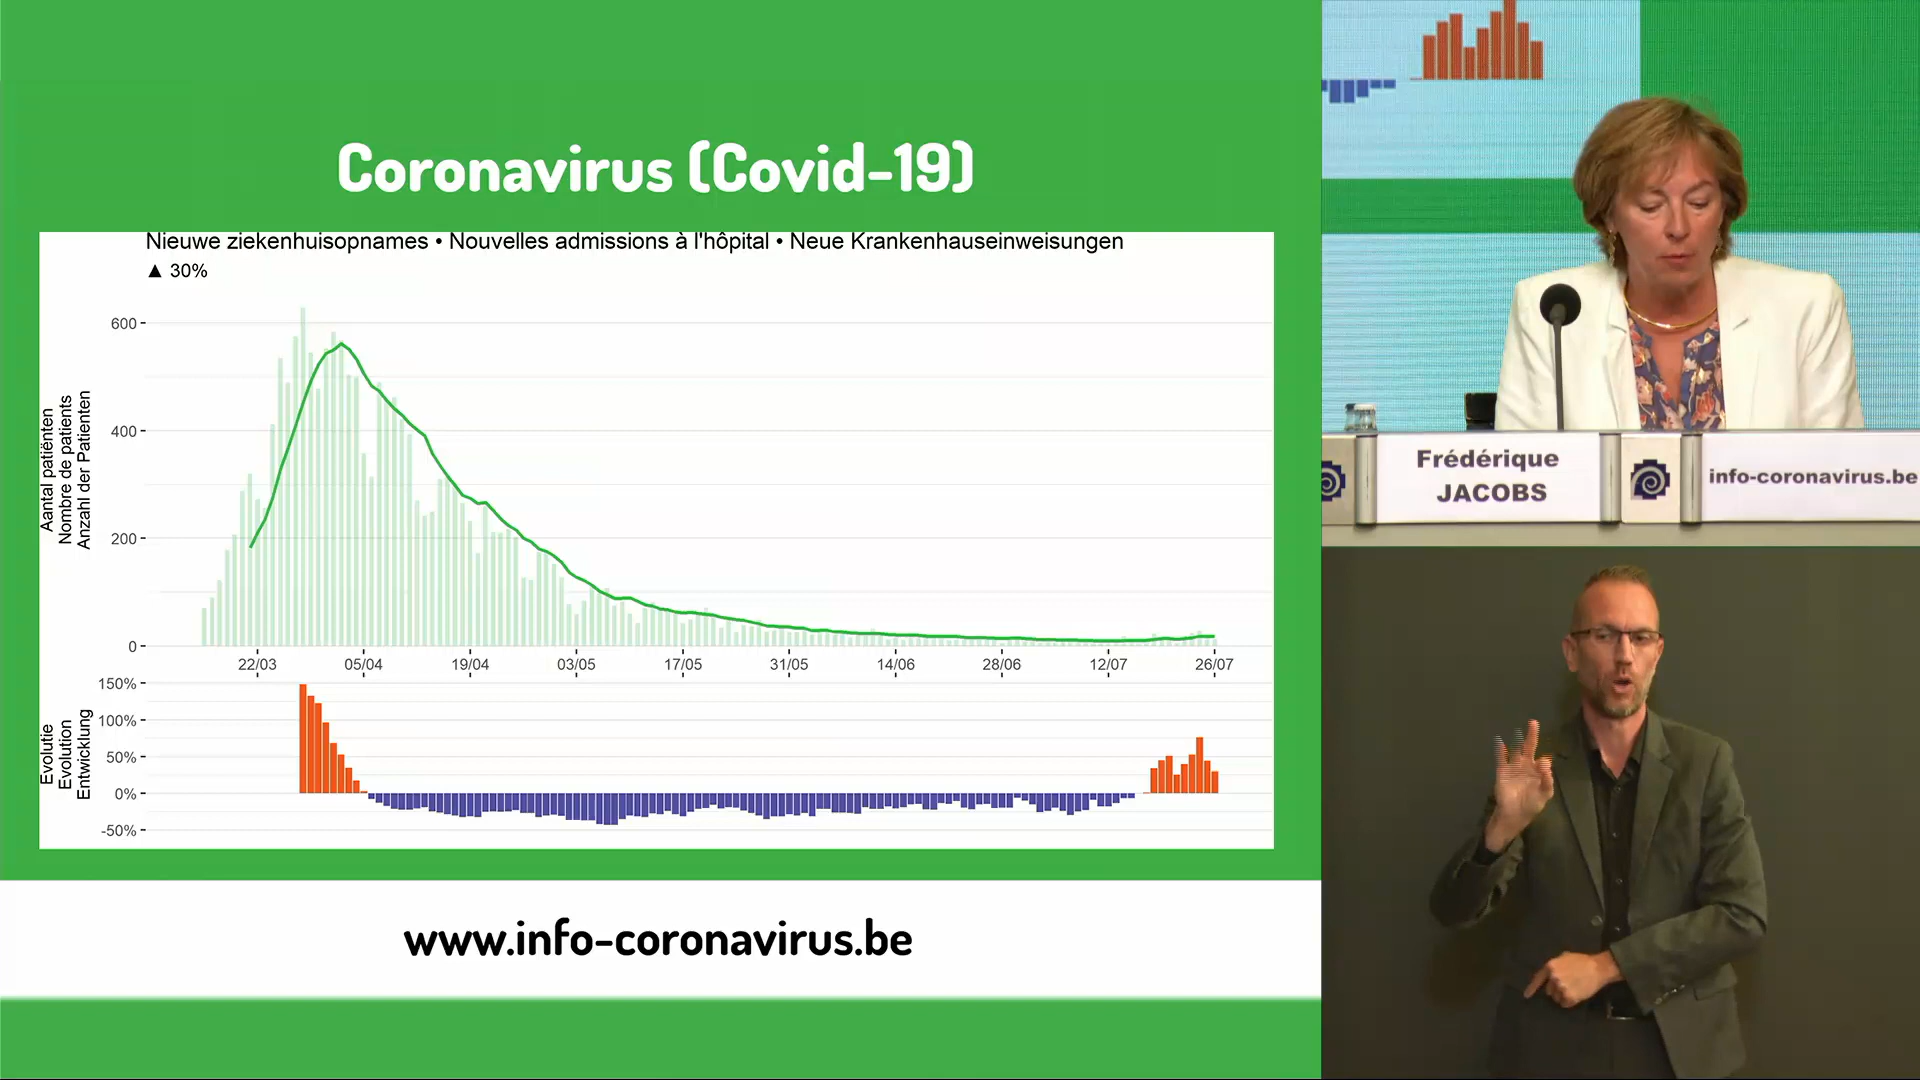 Coronavirus (Covid-19)
Nieuwe ziekenhuisopnames • Nouvelles admissions à l'hôpital • Neue Krankenhauseinweisungen
▲ 30%
Aantal patiënten
Nombre de patients
Anzahl der Patienten
600
400
200
0
22/03 05/04 19/04 03/05 17/05 31/05 14/06 28/06 12/07 26/07
Evolutie
Evolution
Entwicklung
150%
100%
50%
0%
-50%
www.info-coronavirus.be
Frédérique
JACOBS
info-coronavirus.be